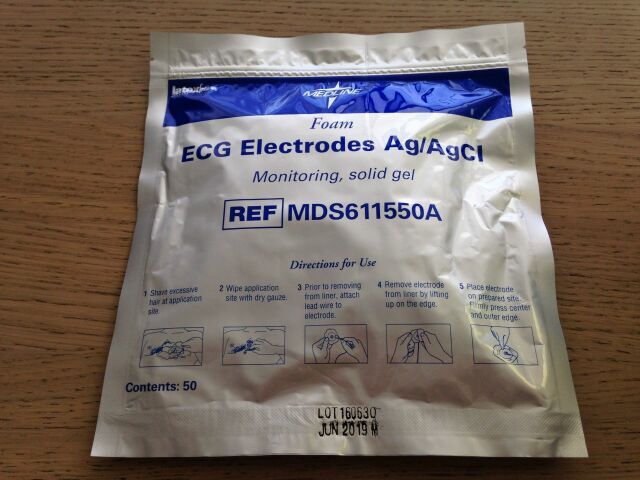 MEDLINE
Foam
ECG Electrodes Ag/AgCl
Monitoring, solid gel
REF MDS611550A
Directions for Use
1 Shave excessive
hair at application
site.
2 Wipe application
site with dry gauze.
3 Prior to removing
from liner, attach
lead wire to
electrode.
4 Remove electrode
from liner by lifting
up on the edge.
5 Place electrode
on prepared site.
Firmly press center
and outer edge.
Contents: 50
LOT 160630
JUN 2019 M